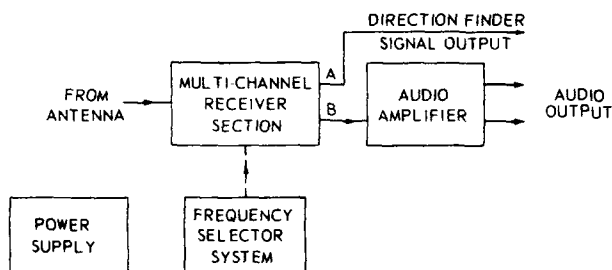 DIRECTION FINDER
SIGNAL OUTPUT
A
MULTI-CHANNEL
RECEIVER
SECTION
B
FROM
ANTENNA
AUDIO
AMPLIFIER
AUDIO
OUTPUT
POWER
SUPPLY
FREQUENCY
SELECTOR
SYSTEM